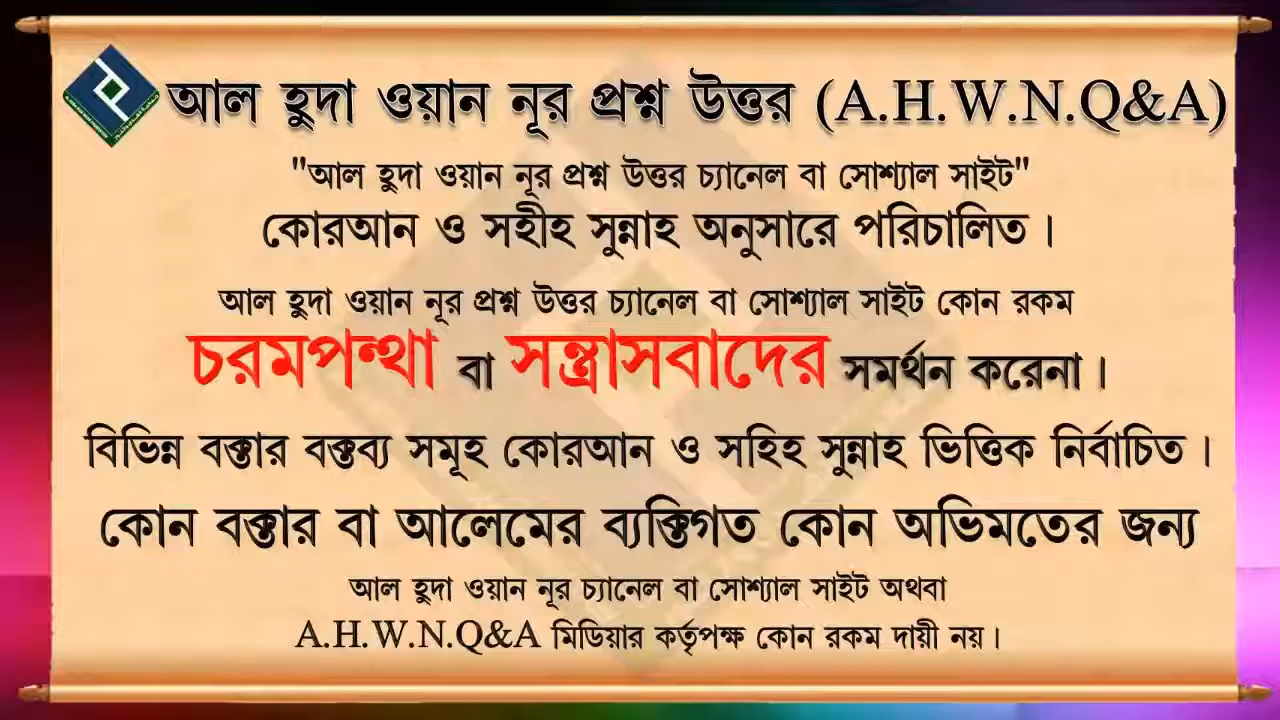 আল হুদা ওয়ান নূর প্রশ্ন উত্তর (A.H.W.N.Q&A)
"আল হুদা ওয়ান নূর প্রশ্ন উত্তর চ্যানেল বা সোশ্যাল সাইট"
কোরআন ও সহীহ সুন্নাহ অনুসারে পরিচালিত।
আল হুদা ওয়ান নূর প্রশ্ন উত্তর চ্যানেল বা সোশ্যাল সাইট কোন রকম
চরমপন্থা বা সন্ত্রাসবাদের সমর্থন করেনা।
বিভিন্ন বক্তার বক্তব্য সমূহ কোরআন ও সহিহ সুন্নাহ ভিত্তিক নির্বাচিত।
কোন বক্তার বা আলেমের ব্যক্তিগত কোন অভিমতের জন্য
আল হুদা ওয়ান নূর চ্যানেল বা সোশ্যাল সাইট অথবা
A.H.W.N.Q&A মিডিয়ার কর্তৃপক্ষ কোন রকম দায়ী নয়।